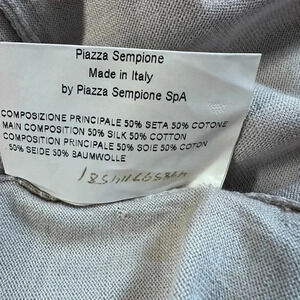 Piazza Sempione
Made in Italy
by Piazza Sempione SpA
COMPOSIZIONE PRINCIPALE 50% SETA 50% COTONE
MAIN COMPOSITION 50% SILK 50% COTTON
COMPOSITION PRINCIPALE 50% SOIE 50% COTON
50% SEIDE 50% BAUMWOLLE